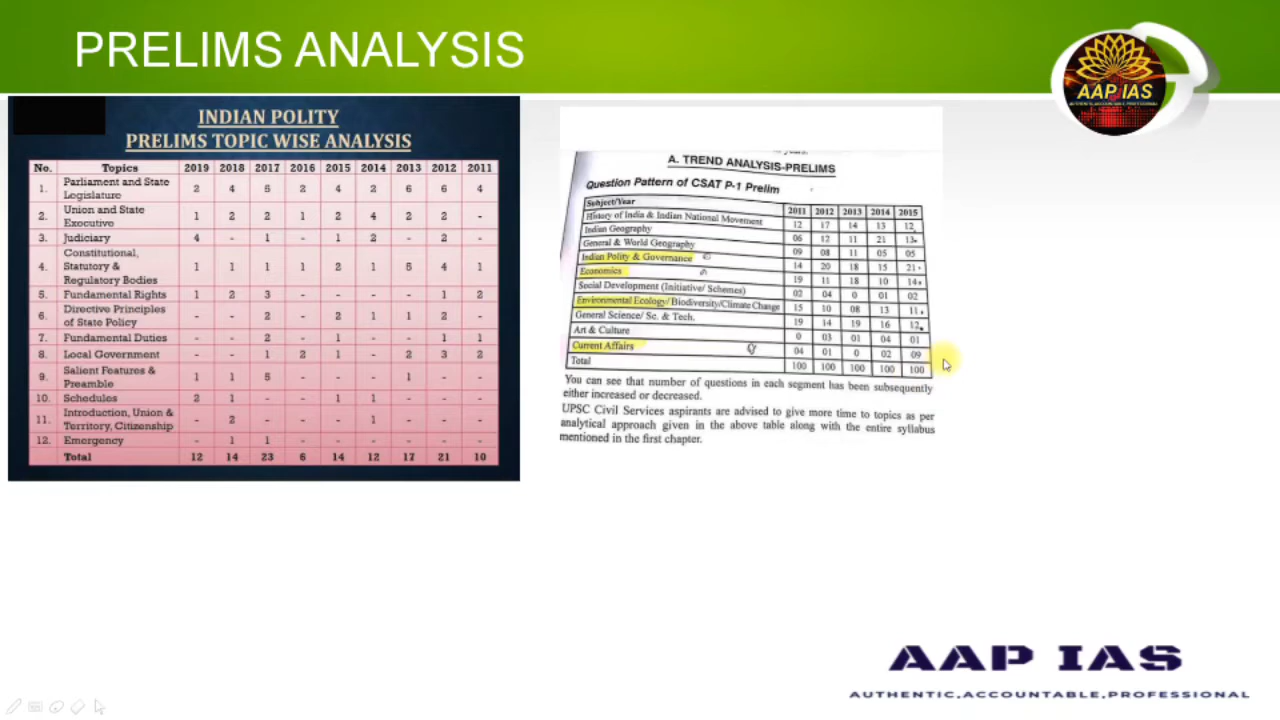 PRELIMS ANALYSIS
AAP IAS
AUTHENTIC,ACCOUNTABLE,PROFESSIONAL
INDIAN POLITY
PRELIMS TOPIC WISE ANALYSIS
No. Topics 2019 2018 2017 2016 2015 2014 2013 2012 2011
1. Parliament and State Legislature 2 4 5 2 4 2 6 6 4
2. Union and State Executive 1 2 2 1 2 4 2 2 -
3. Judiciary 4 - 1 - 1 2 - 2 -
4. Constitutional, Statutory & Regulatory Bodies 1 1 1 1 2 1 5 4 1
5. Fundamental Rights 1 2 3 - - - - 1 2
6. Directive Principles of State Policy - - 2 - 2 1 1 2 -
7. Fundamental Duties - - 2 - 1 - - 1 1
8. Local Government - - 1 2 1 - 2 3 2
9. Salient Features & Preamble 1 1 5 - - - 1 - -
10. Schedules 2 1 - - 1 1 - - -
11. Introduction, Union & Territory, Citizenship - 2 - - - 1 - - -
12. Emergency - 1 1 - - - - - -
Total 12 14 23 6 14 12 17 21 10
A. TREND ANALYSIS-PRELIMS
Question Pattern of CSAT P-1 Prelim
Subject/Year 2011 2012 2013 2014 2015
History of India & Indian National Movement 12 17 14 13 12
Indian Geography 06 12 11 21 13
General & World Geography 09 08 11 05 05
Indian Polity & Governance 14 20 18 15 21
Economics 19 11 18 10 14
Social Development (Initiative/ Schemes) 02 04 0 01 02
Environmental Ecology/ Biodiversity/Climate Change 15 10 08 13 11
General Science/ Sc. & Tech. 19 14 19 16 12
Art & Culture 0 03 01 04 01
Current Affairs 04 01 0 02 09
Total 100 100 100 100 100
You can see that number of questions in each segment has been subsequently
either increased or decreased.
UPSC Civil Services aspirants are advised to give more time to topics as per
analytical approach given in the above table along with the entire syllabus
mentioned in the first chapter.
AAP IAS
AUTHENTIC,ACCOUNTABLE,PROFESSIONAL